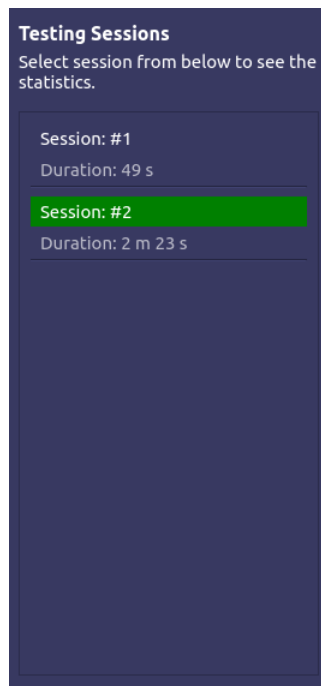 Testing Sessions
Select session from below to see the
statistics.
Session: #1
Duration: 49 s
Session: #2
Duration: 2 m 23 s